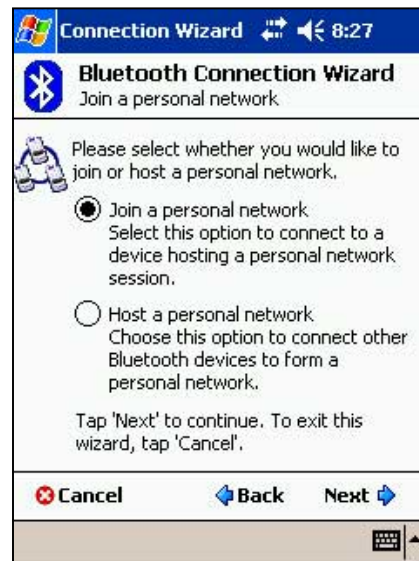 Connection Wizard 8:27
Bluetooth Connection Wizard
Join a personal network
Please select whether you would like to
join or host a personal network.
Join a personal network
Select this option to connect to a
device hosting a personal network
session.
Host a personal network
Choose this option to connect other
Bluetooth devices to form a
personal network.
Tap 'Next' to continue. To exit this
wizard, tap 'Cancel'.
Cancel Back Next